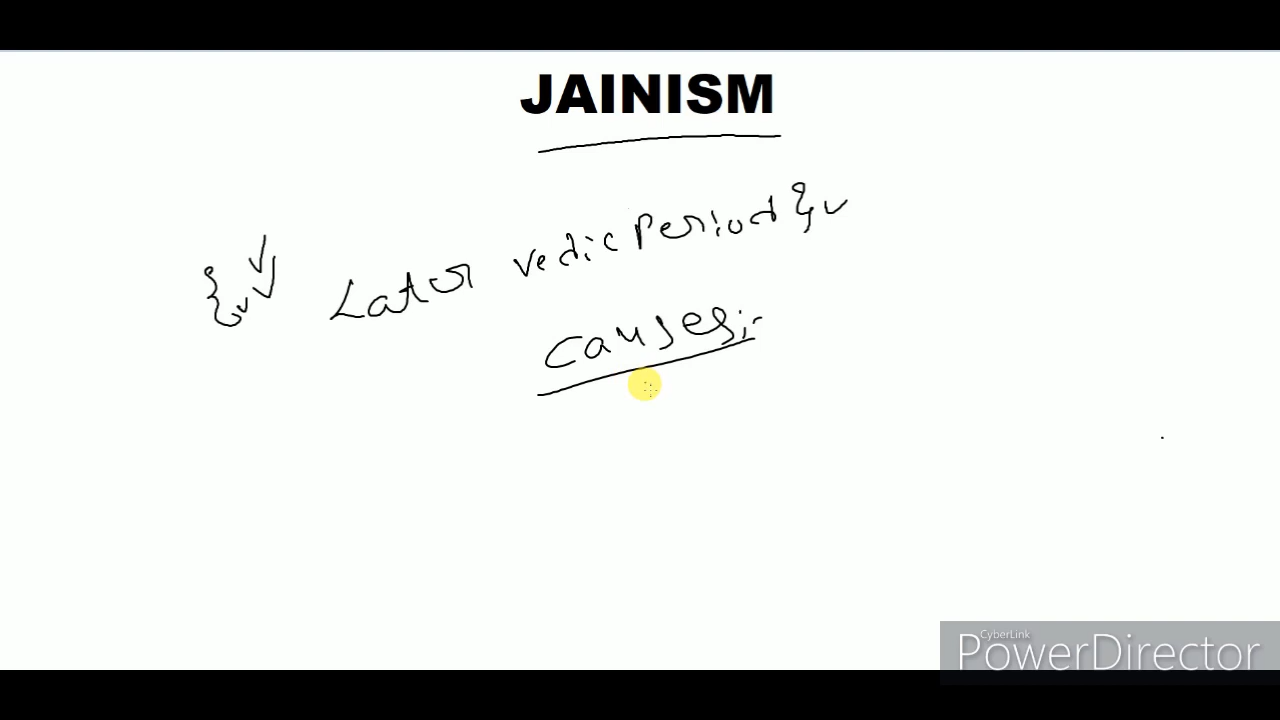 JAINISM
Later vedic Period
causes:-
CyberLink
PowerDirector